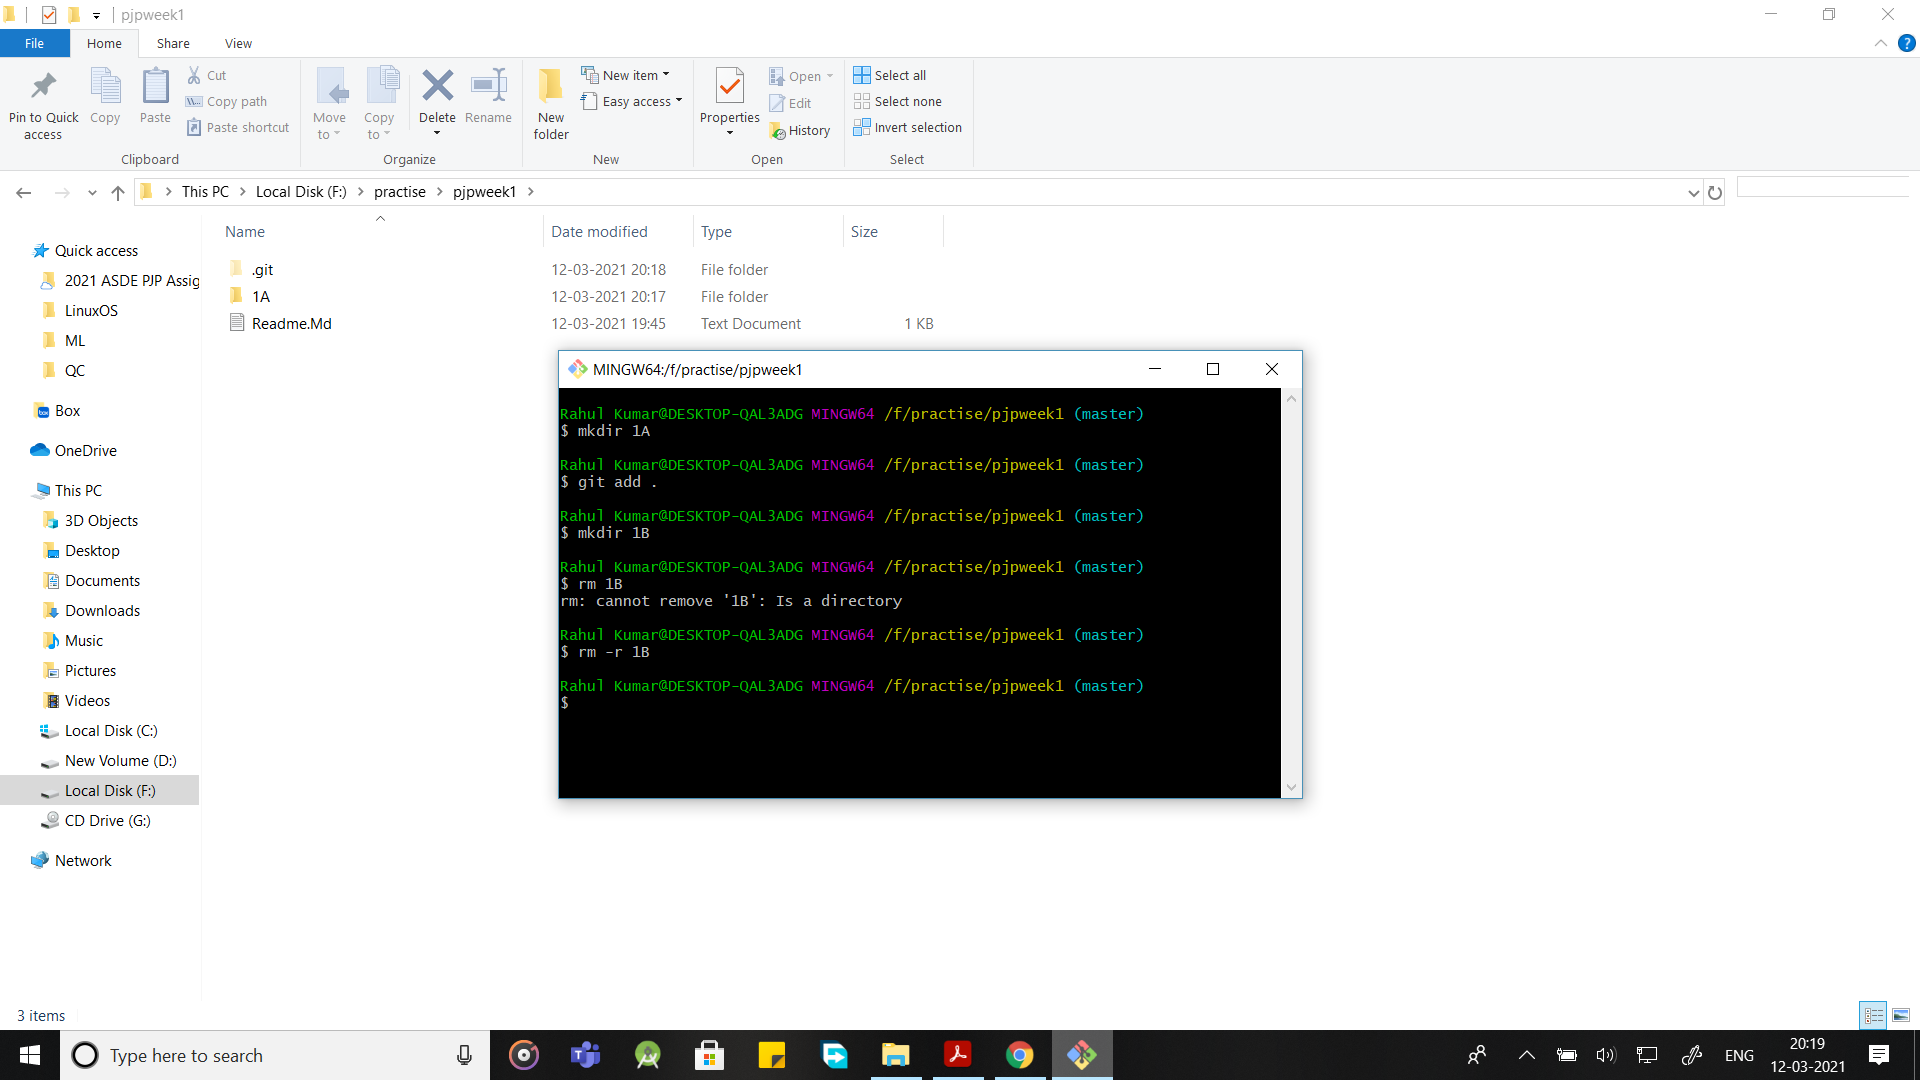 pjpweek1
File
Home
Share
View
Pin to Quick access
Copy
Paste
Cut
Copy path
Paste shortcut
Clipboard
Move to
Copy to
Delete
Rename
Organize
New folder
New item
Easy access
New
Properties
Open
Edit
History
Open
Select all
Select none
Invert selection
Select
This PC
Local Disk (F:)
practise
pjpweek1
Name
Date modified
Type
Size
.git
12-03-2021 20:18
File folder
1A
12-03-2021 20:17
File folder
Readme.Md
12-03-2021 19:45
Text Document
1 KB
Quick access
2021 ASDE PJP Assig
LinuxOS
ML
QC
Box
OneDrive
This PC
3D Objects
Desktop
Documents
Downloads
Music
Pictures
Videos
Local Disk (C:)
New Volume (D:)
Local Disk (F:)
CD Drive (G:)
Network
MINGW64:/f/practise/pjpweek1
Rahul Kumar@DESKTOP-QAL3ADG MINGW64 /f/practise/pjpweek1 (master)
$ mkdir 1A
Rahul Kumar@DESKTOP-QAL3ADG MINGW64 /f/practise/pjpweek1 (master)
$ git add .
Rahul Kumar@DESKTOP-QAL3ADG MINGW64 /f/practise/pjpweek1 (master)
$ mkdir 1B
Rahul Kumar@DESKTOP-QAL3ADG MINGW64 /f/practise/pjpweek1 (master)
$ rm 1B
rm: cannot remove '1B': Is a directory
Rahul Kumar@DESKTOP-QAL3ADG MINGW64 /f/practise/pjpweek1 (master)
$ rm -r 1B
Rahul Kumar@DESKTOP-QAL3ADG MINGW64 /f/practise/pjpweek1 (master)
$
3 items
Type here to search
ENG
20:19
12-03-2021